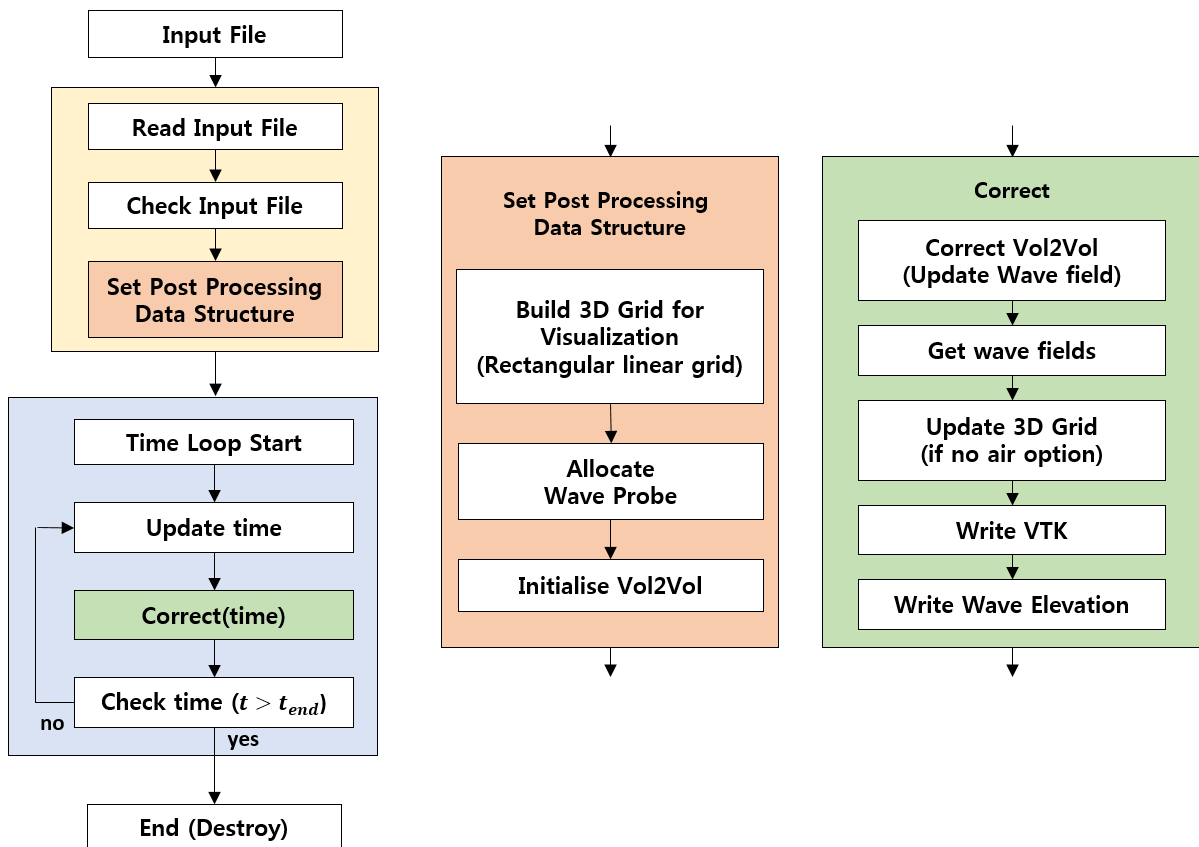 Input File
Read Input File
Check Input File
Set Post Processing
Data Structure
Time Loop Start
Update time
Correct(time)
Check time (t > t_end)
no
yes
End (Destroy)
Set Post Processing
Data Structure
Build 3D Grid for
Visualization
(Rectangular linear grid)
Allocate
Wave Probe
Initialise Vol2Vol
Correct
Correct Vol2Vol
(Update Wave field)
Get wave fields
Update 3D Grid
(if no air option)
Write VTK
Write Wave Elevation